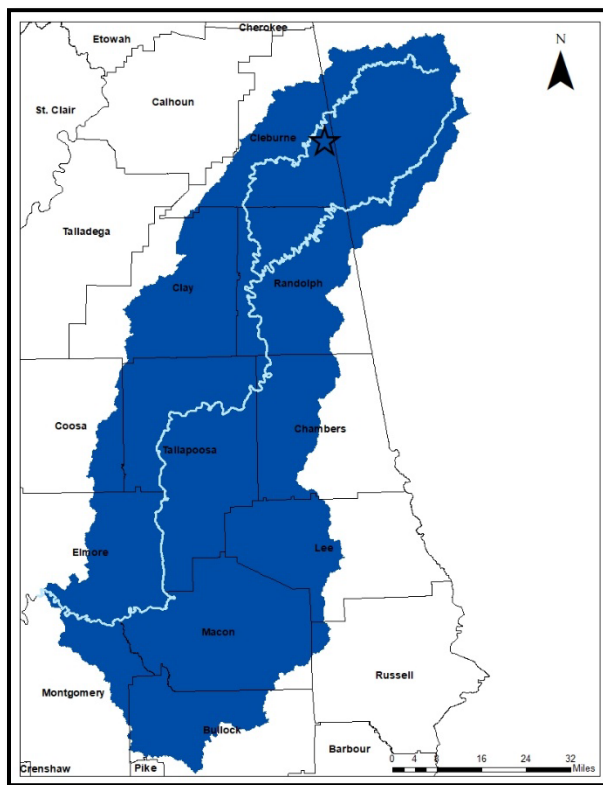 Cherokee
Etowah
N
Calhoun
St. Clair
Cleburne
Talladega
Clay
Randolph
Coosa
Chambers
Tallapoosa
Elmore
Lee
Macon
Russell
Montgomery
Bullock
Barbour
Crenshaw
Pike
0 4 8 16 24 32
Miles